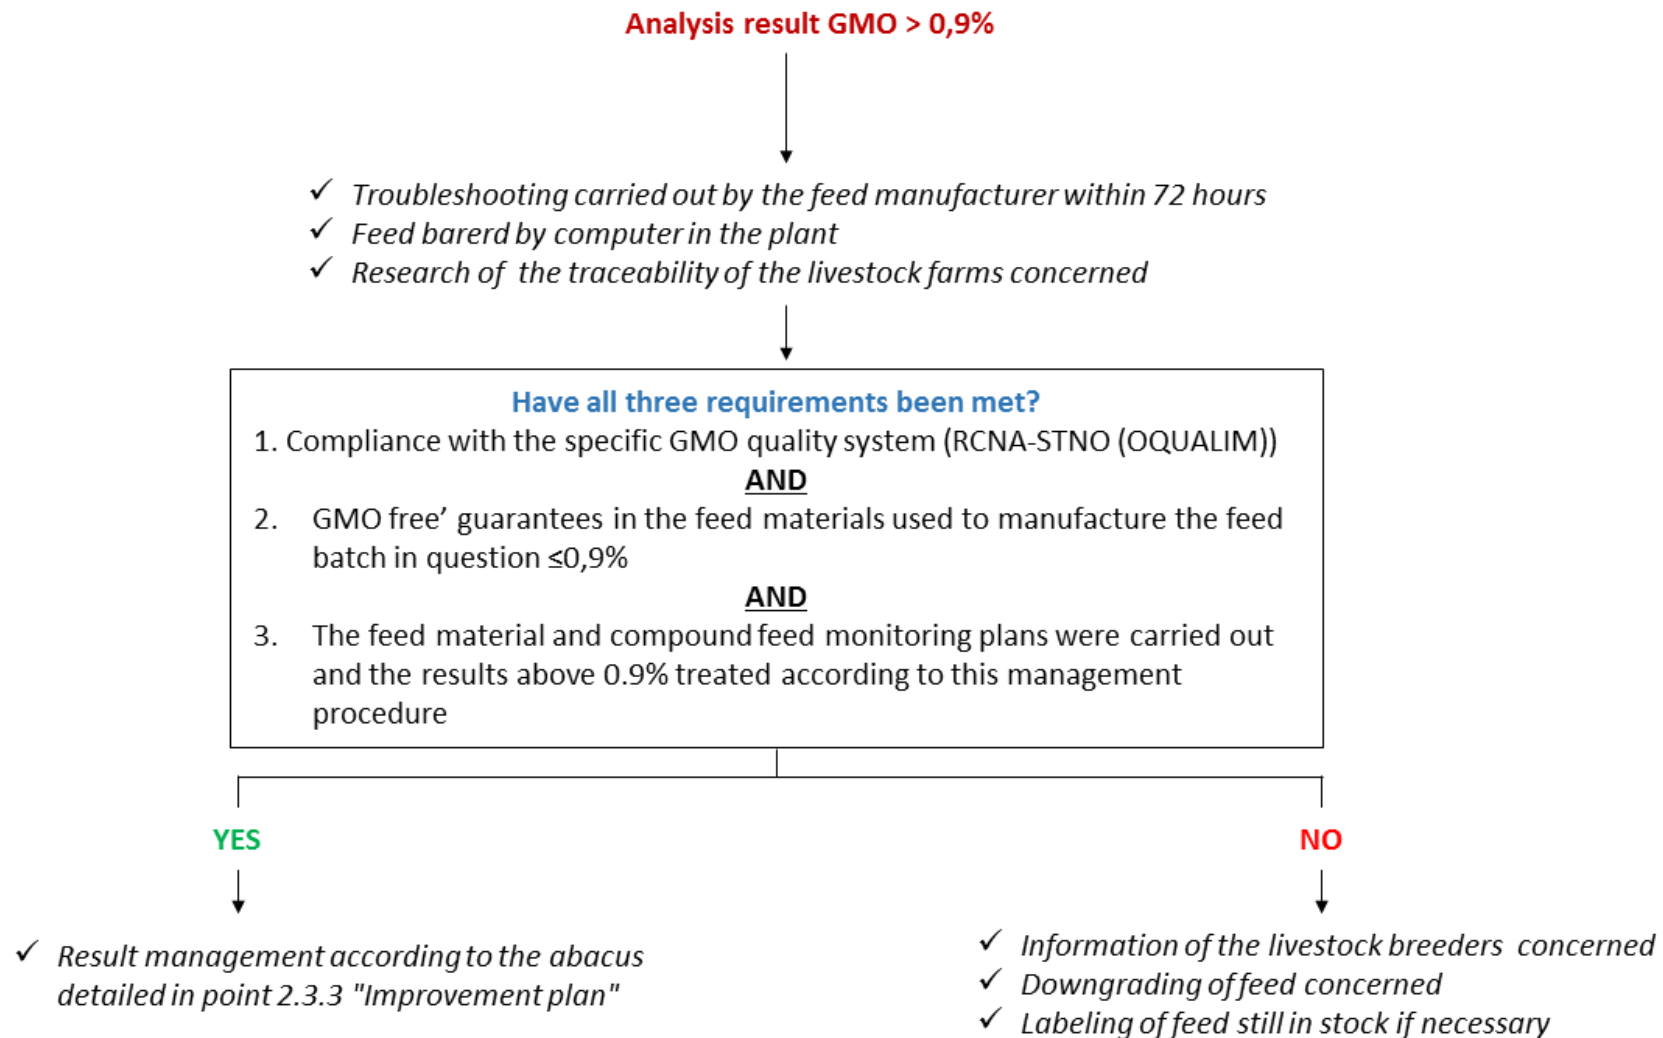 Analysis result GMO > 0,9%
✓ Troubleshooting carried out by the feed manufacturer within 72 hours
✓ Feed barerd by computer in the plant
✓ Research of the traceability of the livestock farms concerned
Have all three requirements been met?
1. Compliance with the specific GMO quality system (RCNA-STNO (OQUALIM))
AND
2. GMO free’ guarantees in the feed materials used to manufacture the feed
batch in question ≤0,9%
AND
3. The feed material and compound feed monitoring plans were carried out
and the results above 0.9% treated according to this management
procedure
YES
NO
✓ Result management according to the abacus
detailed in point 2.3.3 "Improvement plan"
✓ Information of the livestock breeders concerned
✓ Downgrading of feed concerned
✓ Labeling of feed still in stock if necessary